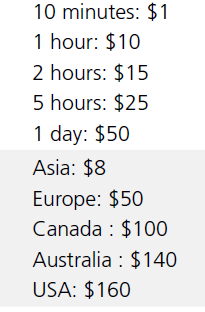 10 minutes: $1
1 hour: $10
2 hours: $15
5 hours: $25
1 day: $50
Asia: $8
Europe: $50
Canada : $100
Australia : $140
USA: $160